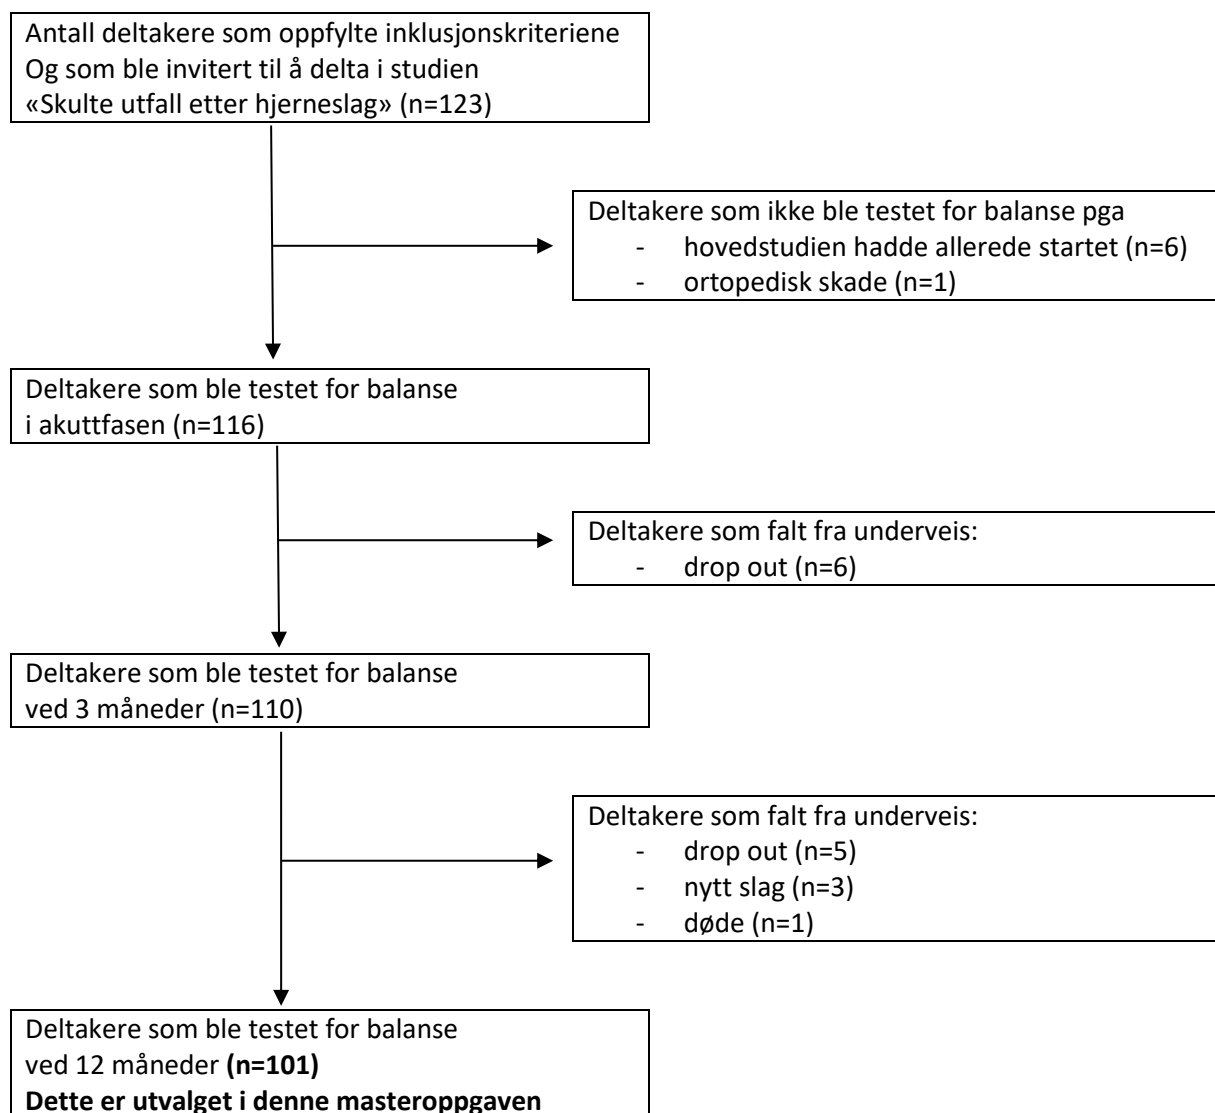 Antall deltakere som oppfylte inklusjonskriteriene
Og som ble invitert til å delta i studien
«Skulte utfall etter hjerneslag» (n=123)
Deltakere som ikke ble testet for balanse pga
- hovedstudien hadde allerede startet (n=6)
- ortopedisk skade (n=1)
Deltakere som ble testet for balanse
i akuttfasen (n=116)
Deltakere som falt fra underveis:
- drop out (n=6)
Deltakere som ble testet for balanse
ved 3 måneder (n=110)
Deltakere som falt fra underveis:
- drop out (n=5)
- nytt slag (n=3)
- døde (n=1)
Deltakere som ble testet for balanse
ved 12 måneder (n=101)
Dette er utvalget i denne masteroppgaven